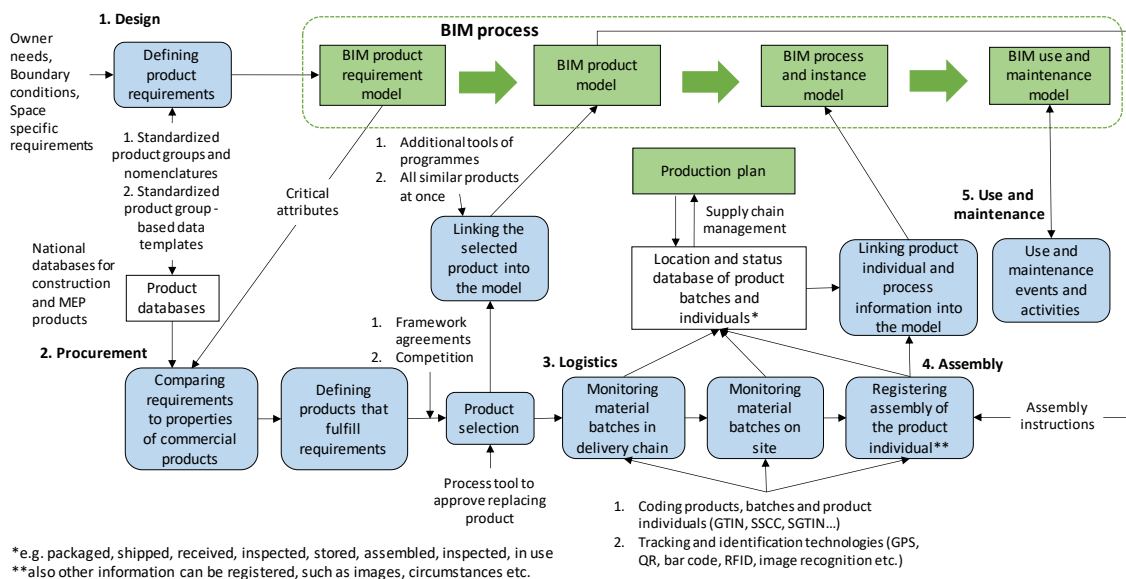 1. Design
Owner
needs,
Boundary
conditions,
Space
specific
requirements
Defining
product
requirements
BIM process
BIM product
requirement
model
BIM product
model
BIM process
and instance
model
BIM use and
maintenance
model
1. Standardized
product groups and
nomenclatures
2. Standardized
product group -
based data
templates
Critical
attributes
1. Additional tools of
programmes
2. All similar products
at once
Production plan
Supply chain
management
5. Use and
maintenance
National
databases for
construction
and MEP
products
Product
databases
Linking the
selected
product into
the model
Location and status
database of product
batches and
individuals*
Linking product
individual and
process
information into
the model
Use and
maintenance
events and
activities
2. Procurement
1. Framework
agreements
2. Competition
3. Logistics
4. Assembly
Comparing
requirements
to properties
of commercial
products
Defining
products that
fulfill
requirements
Product
selection
Monitoring
material
batches in
delivery chain
Monitoring
material
batches on
site
Registering
assembly of
the product
individual**
Assembly
instructions
Process tool to
approve replacing
product
1. Coding products, batches and product
individuals (GTIN, SSCC, SGTIN...)
2. Tracking and identification technologies (GPS,
QR, bar code, RFID, image recognition etc.)
*e.g. packaged, shipped, received, inspected, stored, assembled, inspected, in use
**also other information can be registered, such as images, circumstances etc.